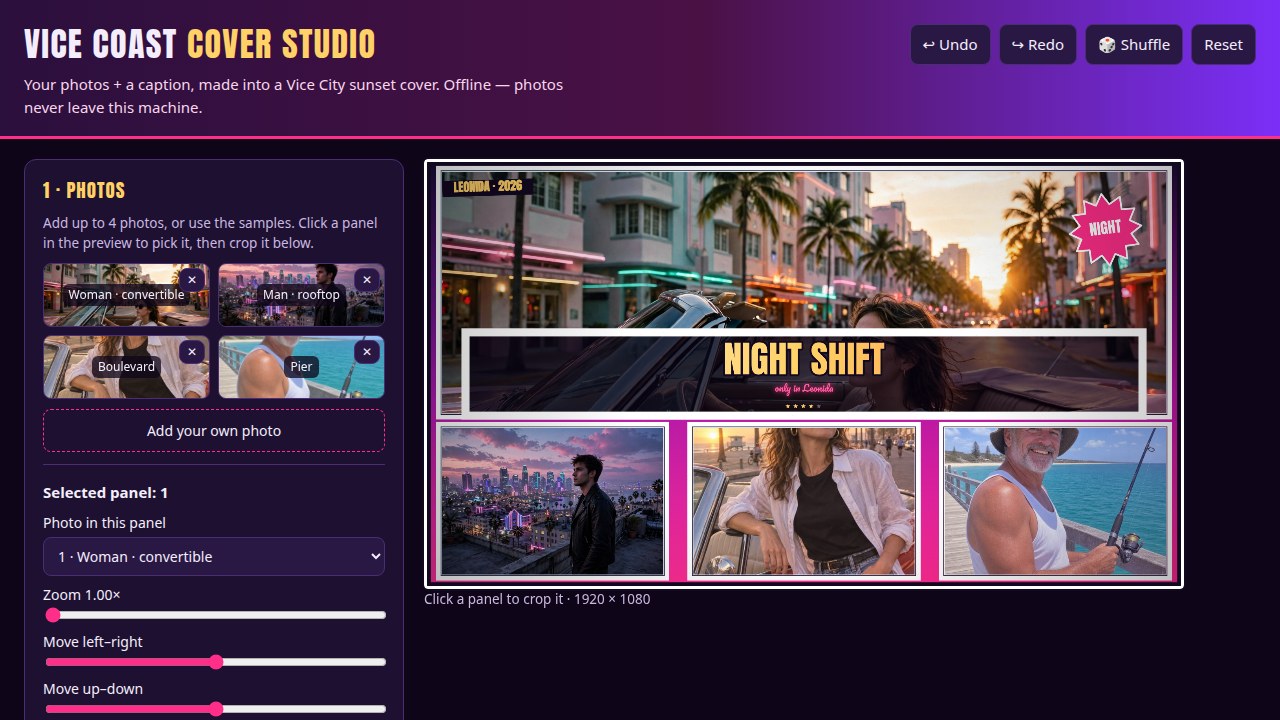 VICE COAST COVER STUDIO
↩ Undo
↪ Redo
🎲 Shuffle
Reset
Your photos + a caption, made into a Vice City sunset cover. Offline — photos
never leave this machine.
1 · PHOTOS
Add up to 4 photos, or use the samples. Click a panel
in the preview to pick it, then crop it below.
Woman · convertible
×
Man · rooftop
×
Boulevard
×
Pier
×
Add your own photo
Selected panel: 1
Photo in this panel
1 · Woman · convertible
Zoom 1.00×
Move left–right
Move up–down
LEONIDA · 2026
NIGHT
NIGHT SHIFT
only in Leonida
★★★★★
Click a panel to crop it · 1920 × 1080